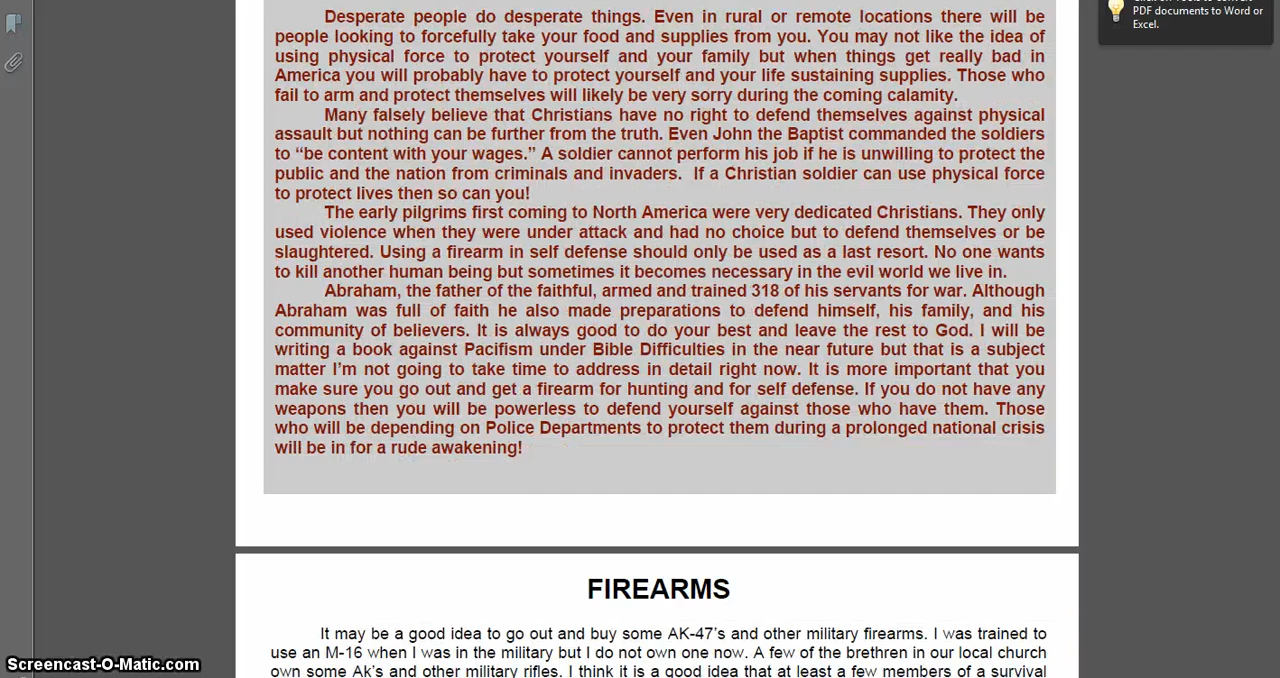 Desperate people do desperate things. Even in rural or remote locations there will be
people looking to forcefully take your food and supplies from you. You may not like the idea of
using physical force to protect yourself and your family but when things get really bad in
America you will probably have to protect yourself and your life sustaining supplies. Those who
fail to arm and protect themselves will likely be very sorry during the coming calamity.
Many falsely believe that Christians have no right to defend themselves against physical
assault but nothing can be further from the truth. Even John the Baptist commanded the soldiers
to “be content with your wages.” A soldier cannot perform his job if he is unwilling to protect the
public and the nation from criminals and invaders. If a Christian soldier can use physical force
to protect lives then so can you!
The early pilgrims first coming to North America were very dedicated Christians. They only
used violence when they were under attack and had no choice but to defend themselves or be
slaughtered. Using a firearm in self defense should only be used as a last resort. No one wants
to kill another human being but sometimes it becomes necessary in the evil world we live in.
Abraham, the father of the faithful, armed and trained 318 of his servants for war. Although
Abraham was full of faith he also made preparations to defend himself, his family, and his
community of believers. It is always good to do your best and leave the rest to God. I will be
writing a book against Pacifism under Bible Difficulties in the near future but that is a subject
matter I’m not going to take time to address in detail right now. It is more important that you
make sure you go out and get a firearm for hunting and for self defense. If you do not have any
weapons then you will be powerless to defend yourself against those who have them. Those
who will be depending on Police Departments to protect them during a prolonged national crisis
will be in for a rude awakening!
FIREARMS
It may be a good idea to go out and buy some AK-47’s and other military firearms. I was trained to
use an M-16 when I was in the military but I do not own one now. A few of the brethren in our local church
own some Ak’s and other military rifles. I think it is a good idea that at least a few members of a survival
PDF documents to Word or
Excel.
Screencast-O-Matic.com